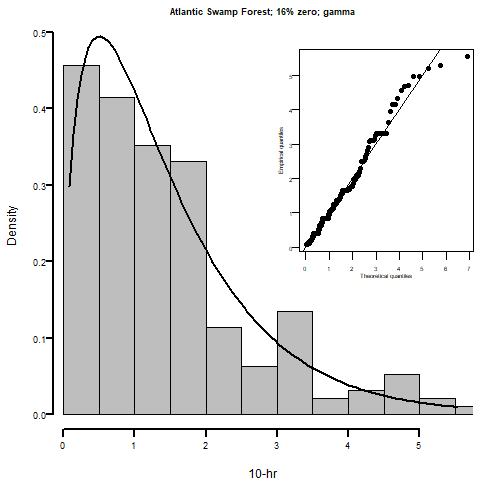 Atlantic Swamp Forest; 16% zero; gamma
Density
0.5
0.4
0.3
0.2
0.1
0.0
0 1 2 3 4 5
10-hr
Empirical quantiles
5
4
3
2
1
0
0 1 2 3 4 5 6 7
Theoretical quantiles